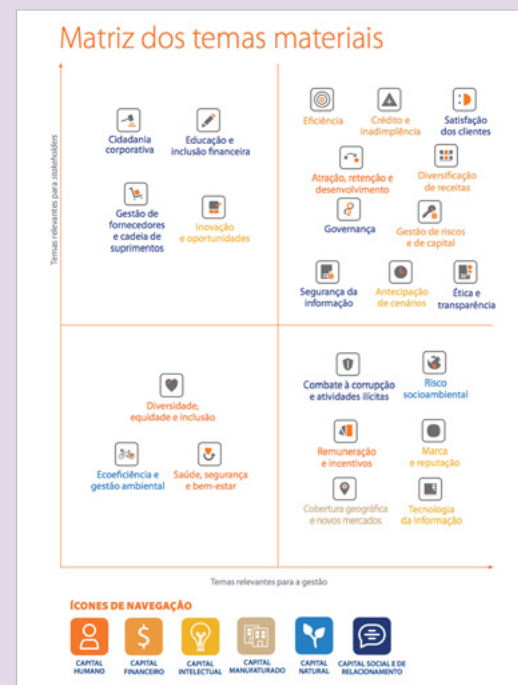 Matriz dos temas materiais
Temas relevantes para stakeholders
Cidadania
corporativa
Educação e
inclusão financeira
Gestão de
fornecedores
e cadeia de
suprimentos
Inovação
e oportunidades
Eficiência
Crédito e
inadimplência
Satisfação
dos clientes
Atração, retenção e
desenvolvimento
Diversificação
de receitas
Governança
Gestão de riscos
e de capital
Segurança da
informação
Antecipação
de cenários
Ética e
transparência
Diversidade,
equidade e inclusão
Ecoeficiência e
gestão ambiental
Saúde, segurança
e bem-estar
Combate à corrupção
e atividades ilícitas
Risco
socioambiental
Remuneração
e incentivos
Marca
e reputação
Cobertura geográfica
e novos mercados
Tecnologia
da informação
Temas relevantes para a gestão
ÍCONES DE NAVEGAÇÃO
$
CAPITAL
HUMANO
CAPITAL
FINANCEIRO
CAPITAL
INTELECTUAL
CAPITAL
MANUFATURADO
CAPITAL
NATURAL
CAPITAL SOCIAL E DE
RELACIONAMENTO